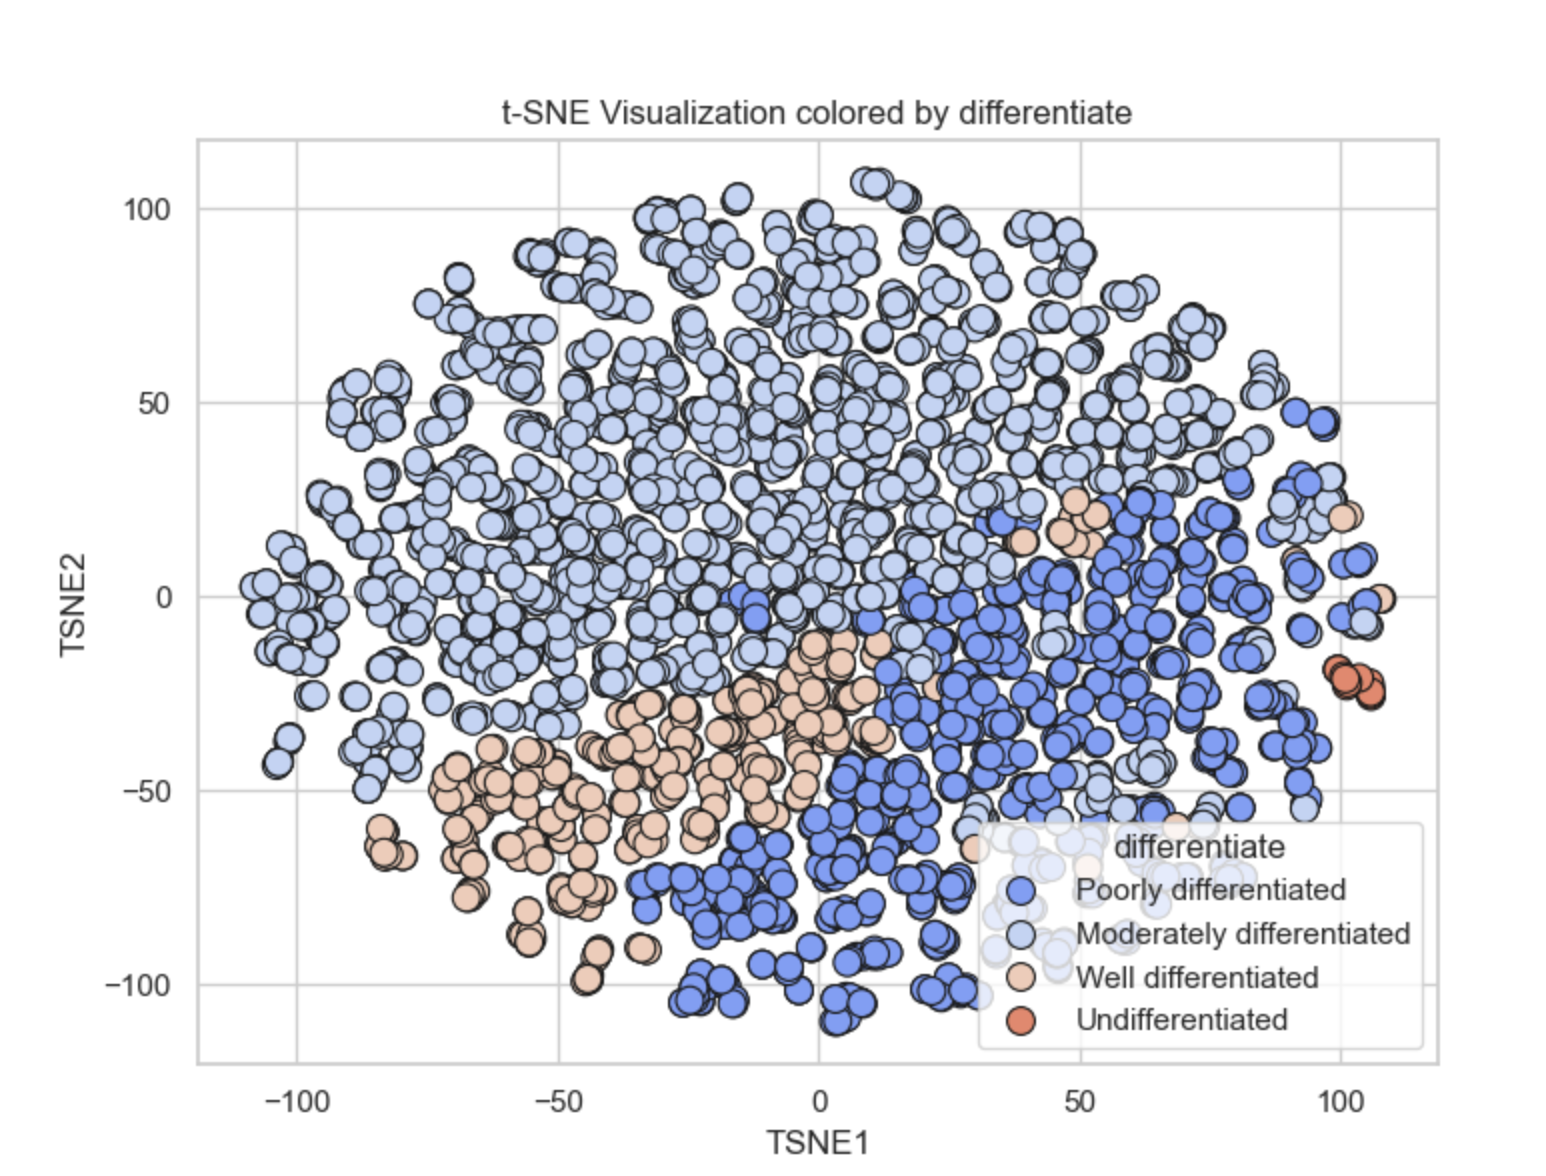 t-SNE Visualization colored by differentiate
100
50
0
−50
−100
TSNE2
differentiate
Poorly differentiated
Moderately differentiated
Well differentiated
Undifferentiated
−100
−50
0
50
100
TSNE1